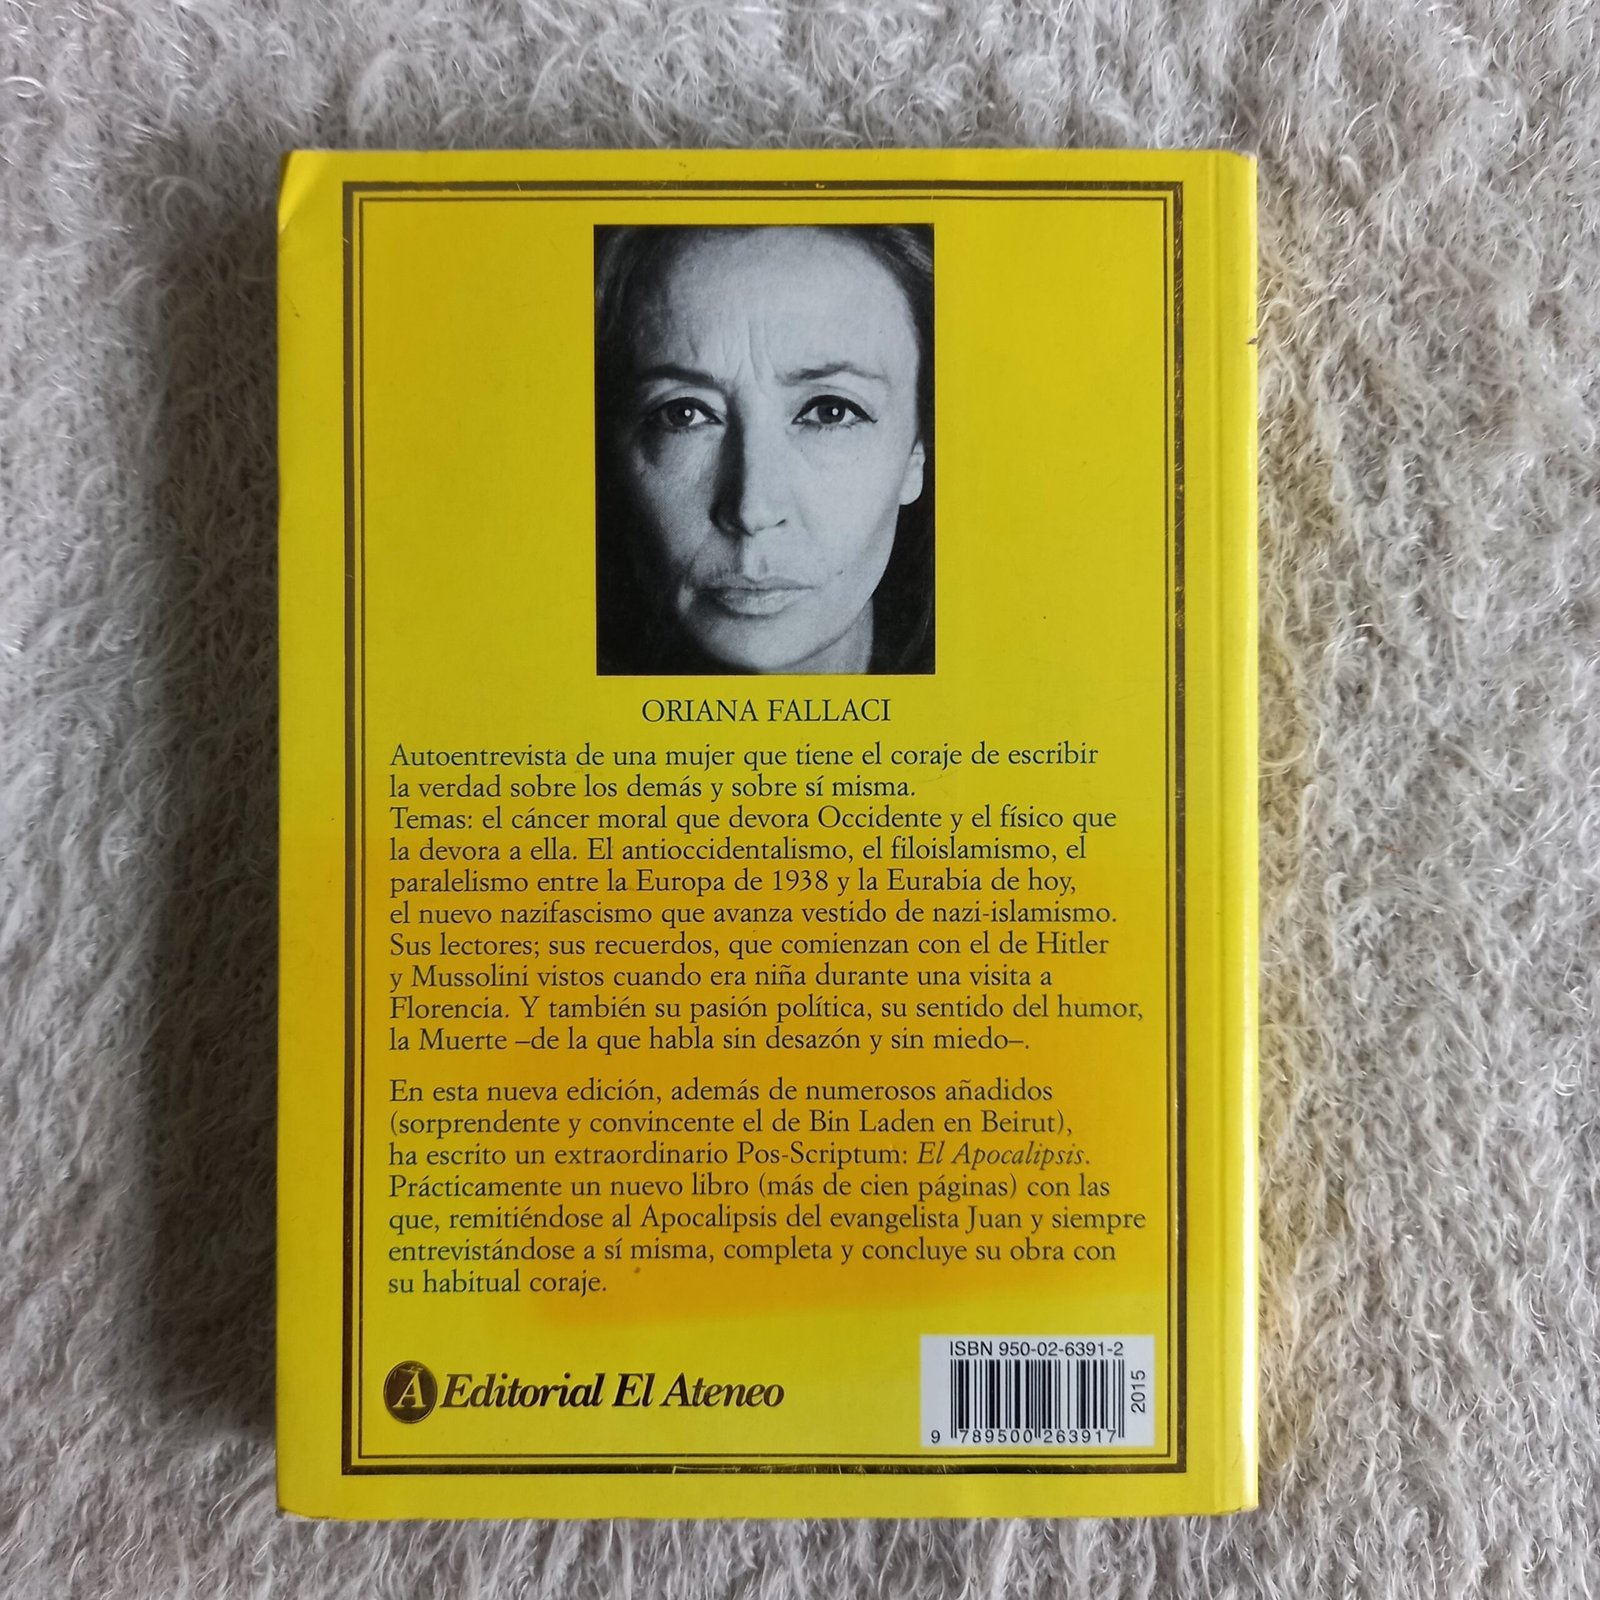 ORIANA FALLACI
Autoentrevista de una mujer que tiene el coraje de escribir
la verdad sobre los demás y sobre sí misma.
Temas: el cáncer moral que devora Occidente y el físico que
la devora a ella. El antioccidentalismo, el filoislamismo, el
paralelismo entre la Europa de 1938 y la Eurabia de hoy,
el nuevo nazifascismo que avanza vestido de nazi-islamismo.
Sus lectores; sus recuerdos, que comienzan con el de Hitler
y Mussolini vistos cuando era niña durante una visita a
Florencia. Y también su pasión política, su sentido del humor,
la Muerte –de la que habla sin desazón y sin miedo–.
En esta nueva edición, además de numerosos añadidos
(sorprendente y convincente el de Bin Laden en Beirut),
ha escrito un extraordinario Pos-Scriptum: El Apocalipsis.
Prácticamente un nuevo libro (más de cien páginas) con las
que, remitiéndose al Apocalipsis del evangelista Juan y siempre
entrevistándose a sí misma, completa y concluye su obra con
su habitual coraje.
A Editorial El Ateneo
ISBN 950-02-6391-2
9 789500 263917
2015